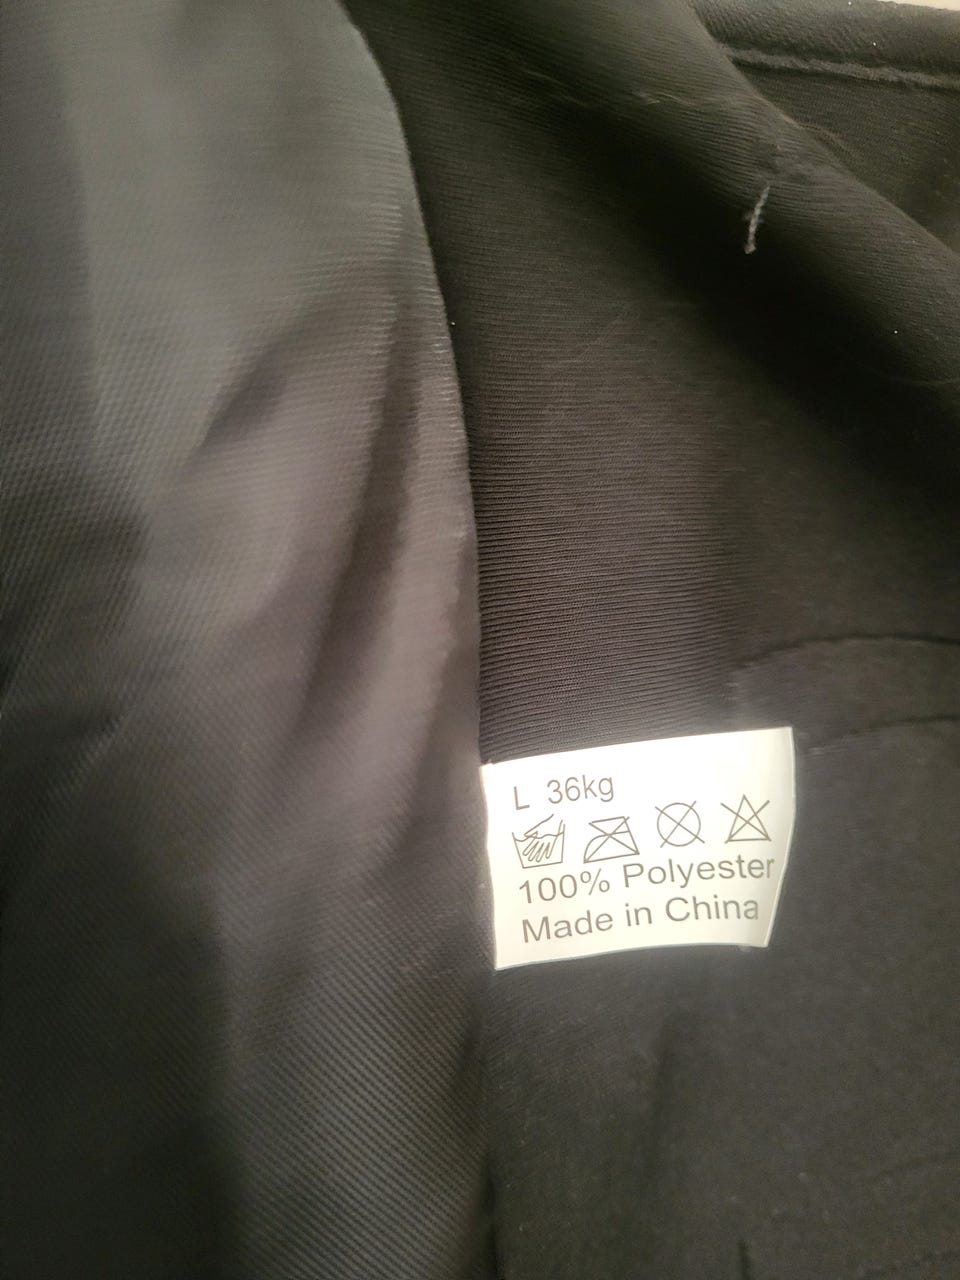 L 36kg
100% Polyester
Made in China